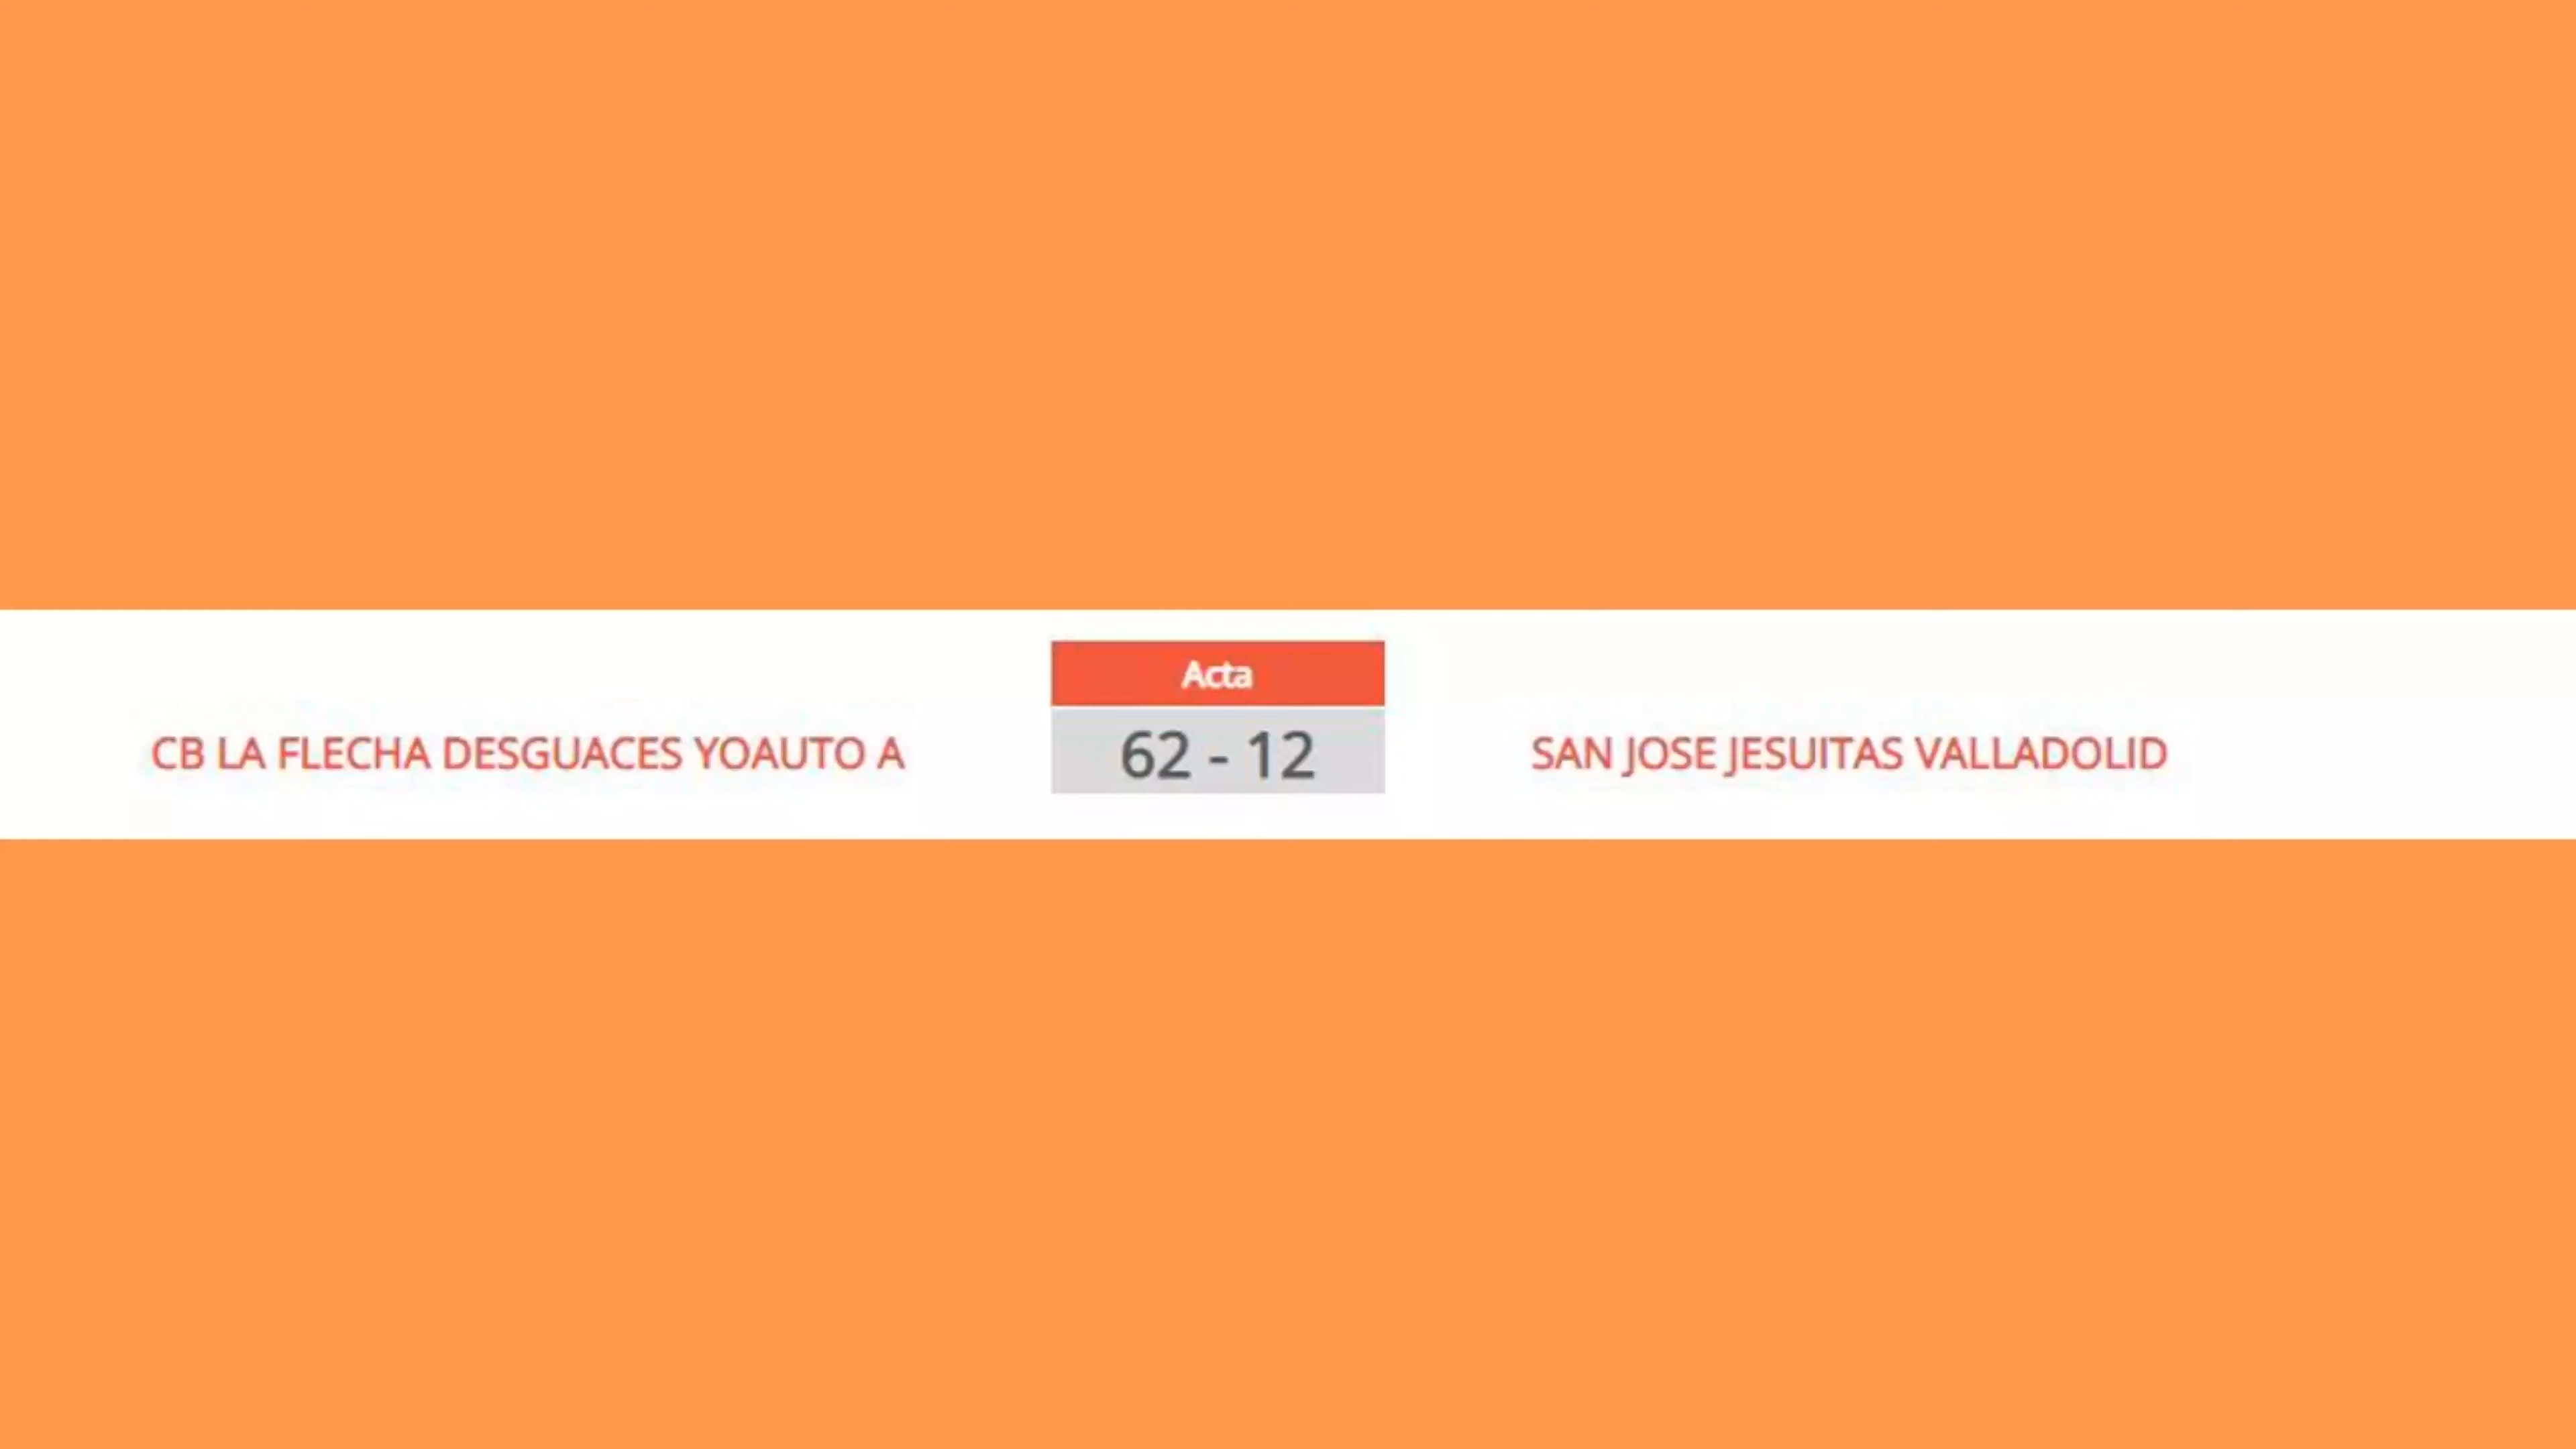 Acta
CB LA FLECHA DESGUACES YOAUTO A
62 - 12
SAN JOSE JESUITAS VALLADOLID